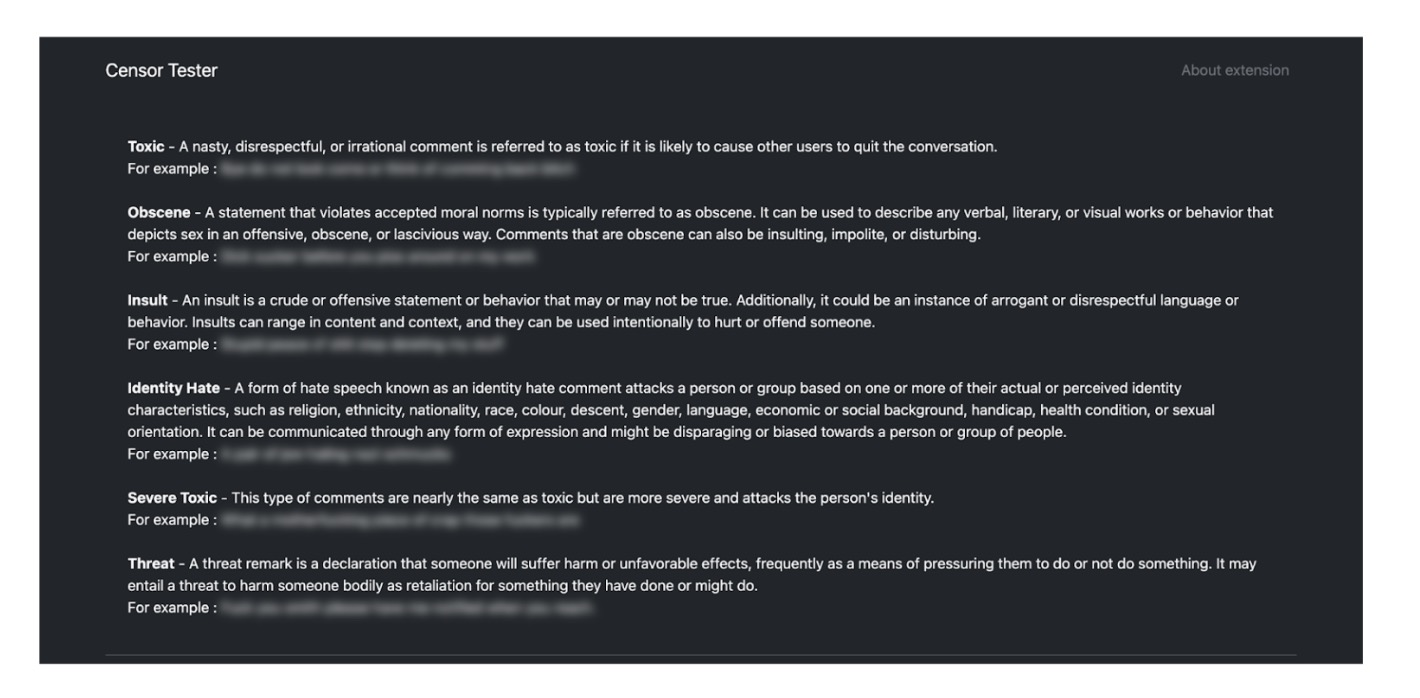 Censor Tester
About extension
Toxic - A nasty, disrespectful, or irrational comment is referred to as toxic if it is likely to cause other users to quit the conversation.
For example :
Obscene - A statement that violates accepted moral norms is typically referred to as obscene. It can be used to describe any verbal, literary, or visual works or behavior that
depicts sex in an offensive, obscene, or lascivious way. Comments that are obscene can also be insulting, impolite, or disturbing.
For example :
Insult - An insult is a crude or offensive statement or behavior that may or may not be true. Additionally, it could be an instance of arrogant or disrespectful language or
behavior. Insults can range in content and context, and they can be used intentionally to hurt or offend someone.
For example :
Identity Hate - A form of hate speech known as an identity hate comment attacks a person or group based on one or more of their actual or perceived identity
characteristics, such as religion, ethnicity, nationality, race, colour, descent, gender, language, economic or social background, handicap, health condition, or sexual
orientation. It can be communicated through any form of expression and might be disparaging or biased towards a person or group of people.
For example :
Severe Toxic - This type of comments are nearly the same as toxic but are more severe and attacks the person's identity.
For example :
Threat - A threat remark is a declaration that someone will suffer harm or unfavorable effects, frequently as a means of pressuring them to do or not do something. It may
entail a threat to harm someone bodily as retaliation for something they have done or might do.
For example :